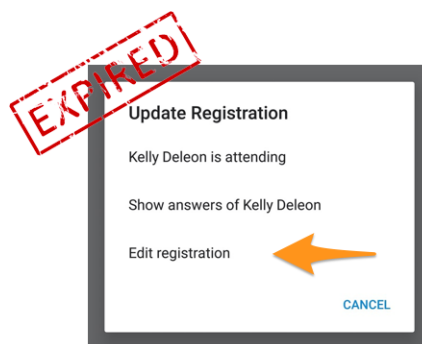 EXPIRED
Update Registration
Kelly Deleon is attending
Show answers of Kelly Deleon
Edit registration
CANCEL